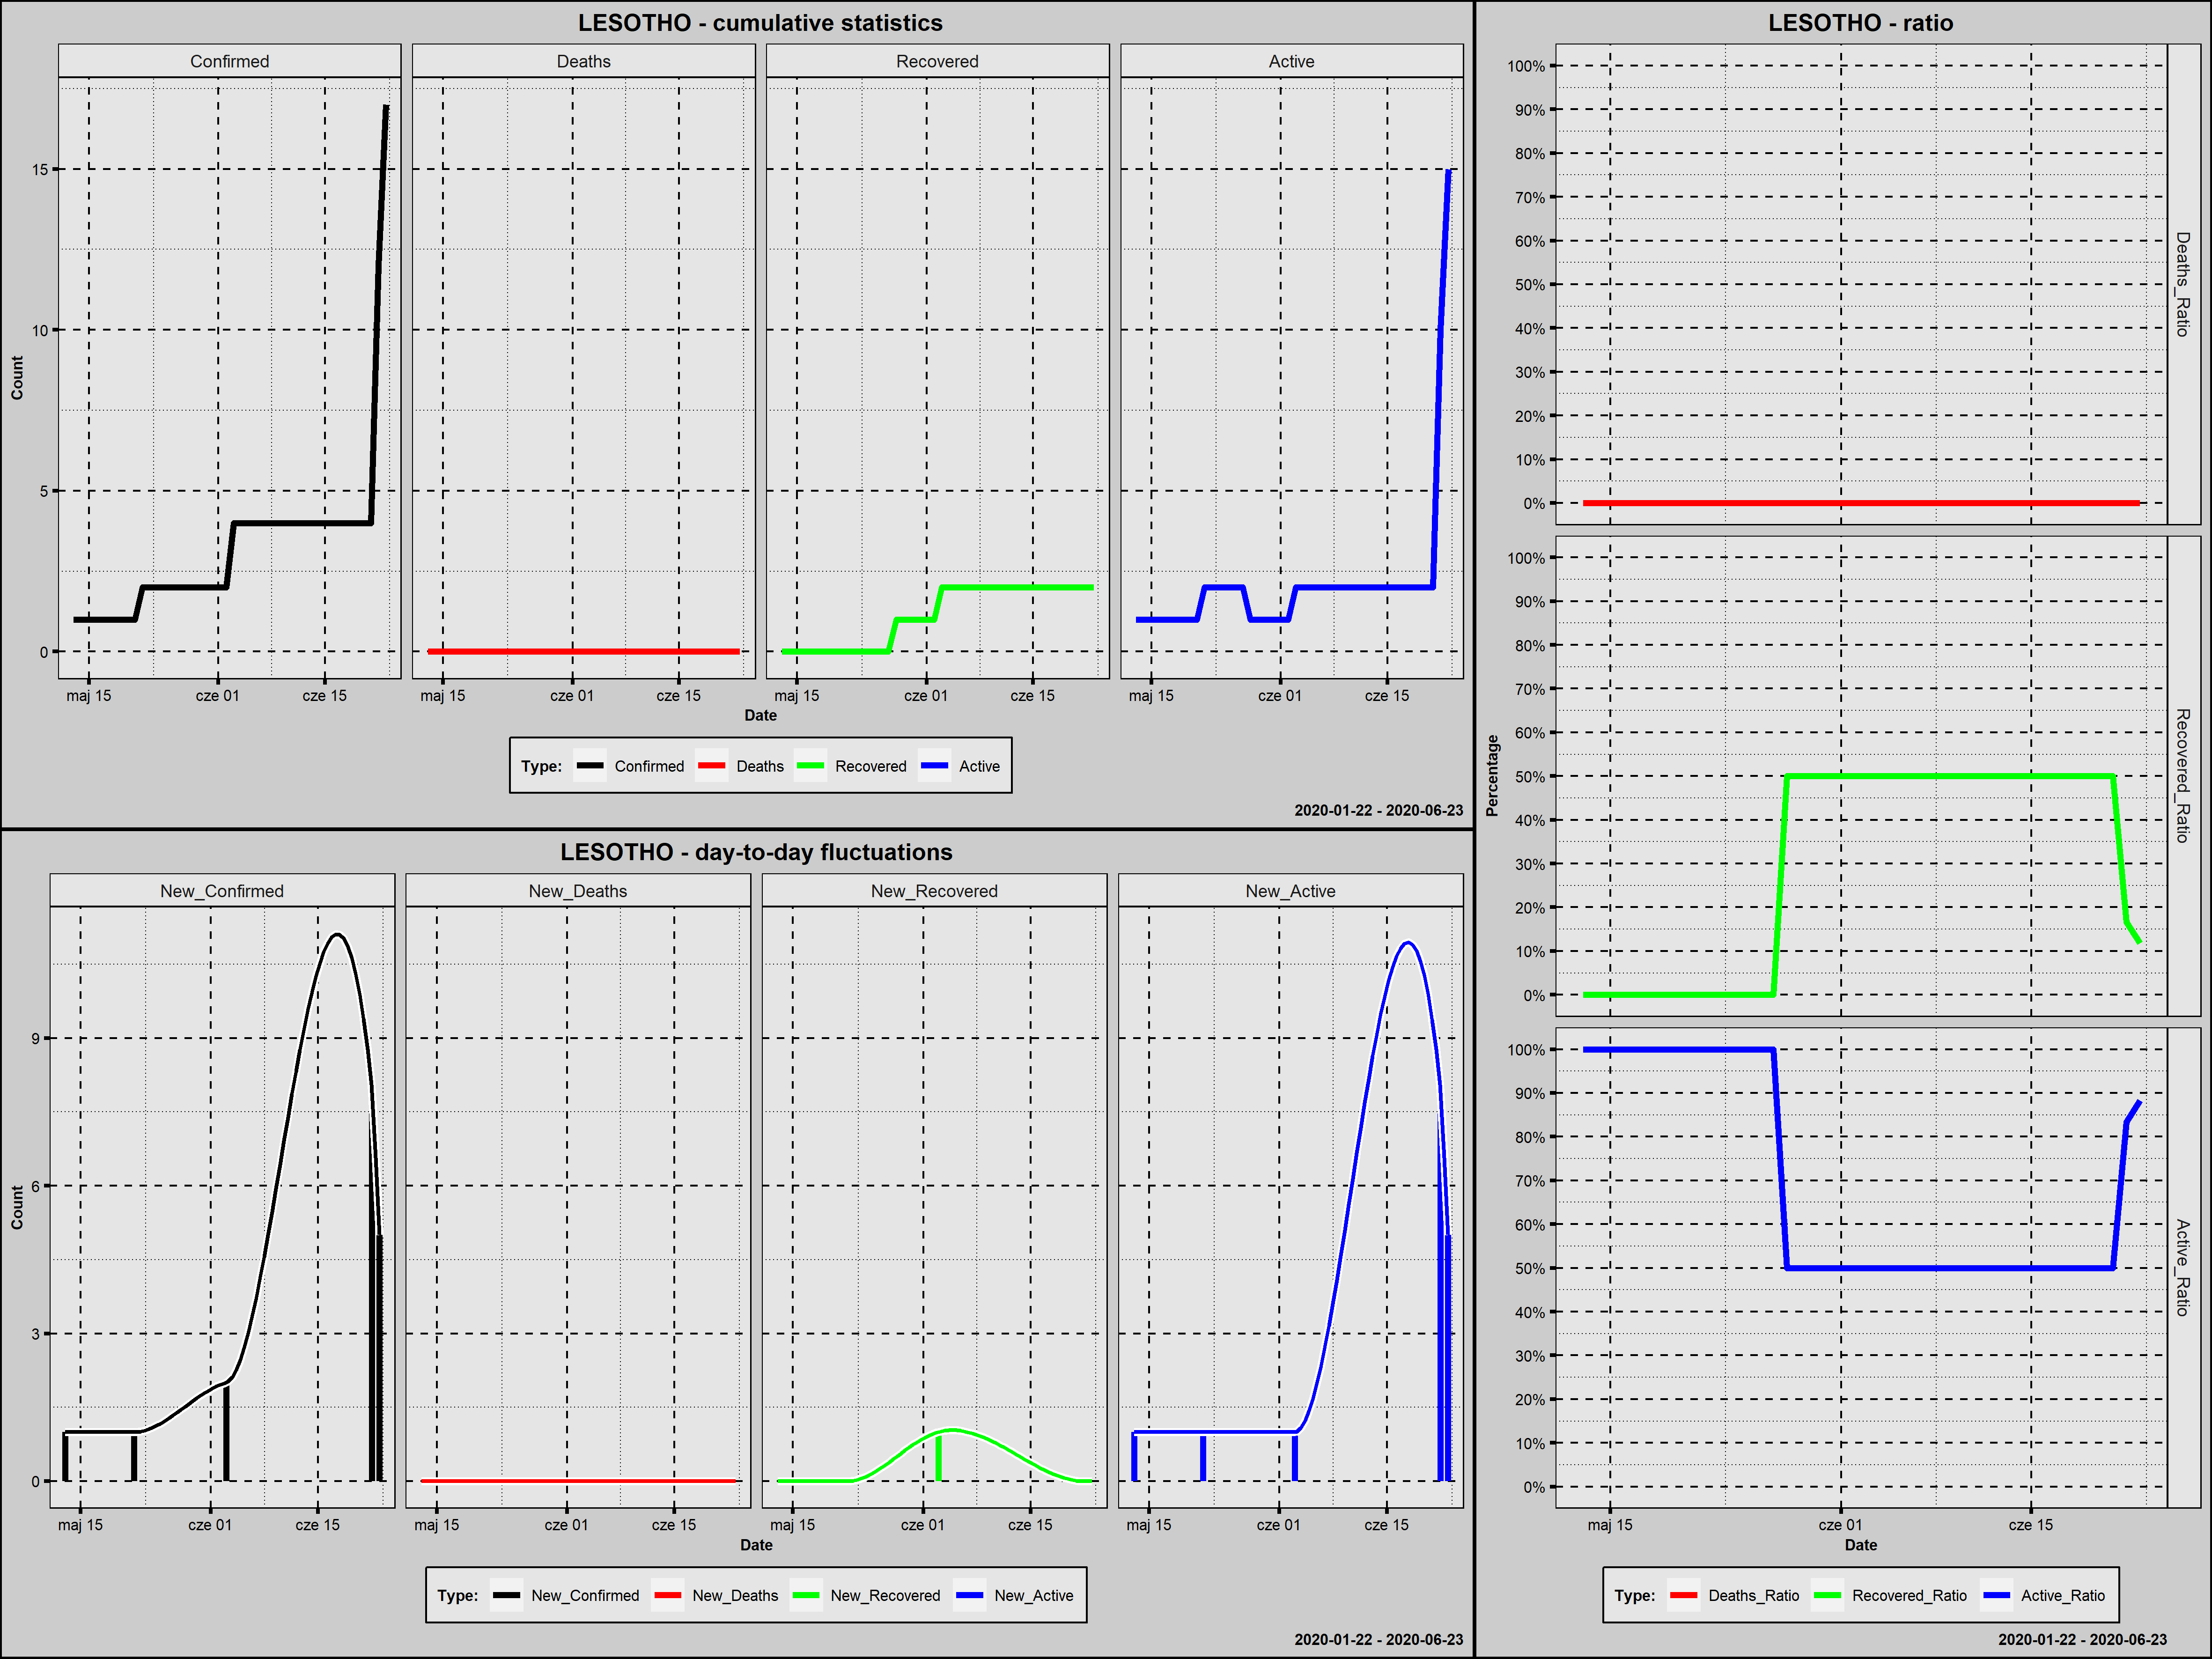 LESOTHO - cumulative statistics
Confirmed Deaths Recovered Active
Count
15
10
5
0
maj 15 cze 01 cze 15 maj 15 cze 01 cze 15 maj 15 cze 01 cze 15 maj 15 cze 01 cze 15
Date
Type: Confirmed Deaths Recovered Active
2020-01-22 - 2020-06-23
LESOTHO - day-to-day fluctuations
New_Confirmed New_Deaths New_Recovered New_Active
Count
9
6
3
0
maj 15 cze 01 cze 15 maj 15 cze 01 cze 15 maj 15 cze 01 cze 15 maj 15 cze 01 cze 15
Date
Type: New_Confirmed New_Deaths New_Recovered New_Active
2020-01-22 - 2020-06-23
LESOTHO - ratio
Percentage
100%
90%
80%
70%
60%
50%
40%
30%
20%
10%
0%
Deaths_Ratio
100%
90%
80%
70%
60%
50%
40%
30%
20%
10%
0%
Recovered_Ratio
100%
90%
80%
70%
60%
50%
40%
30%
20%
10%
0%
Active_Ratio
maj 15 cze 01 cze 15
Date
Type: Deaths_Ratio Recovered_Ratio Active_Ratio
2020-01-22 - 2020-06-23